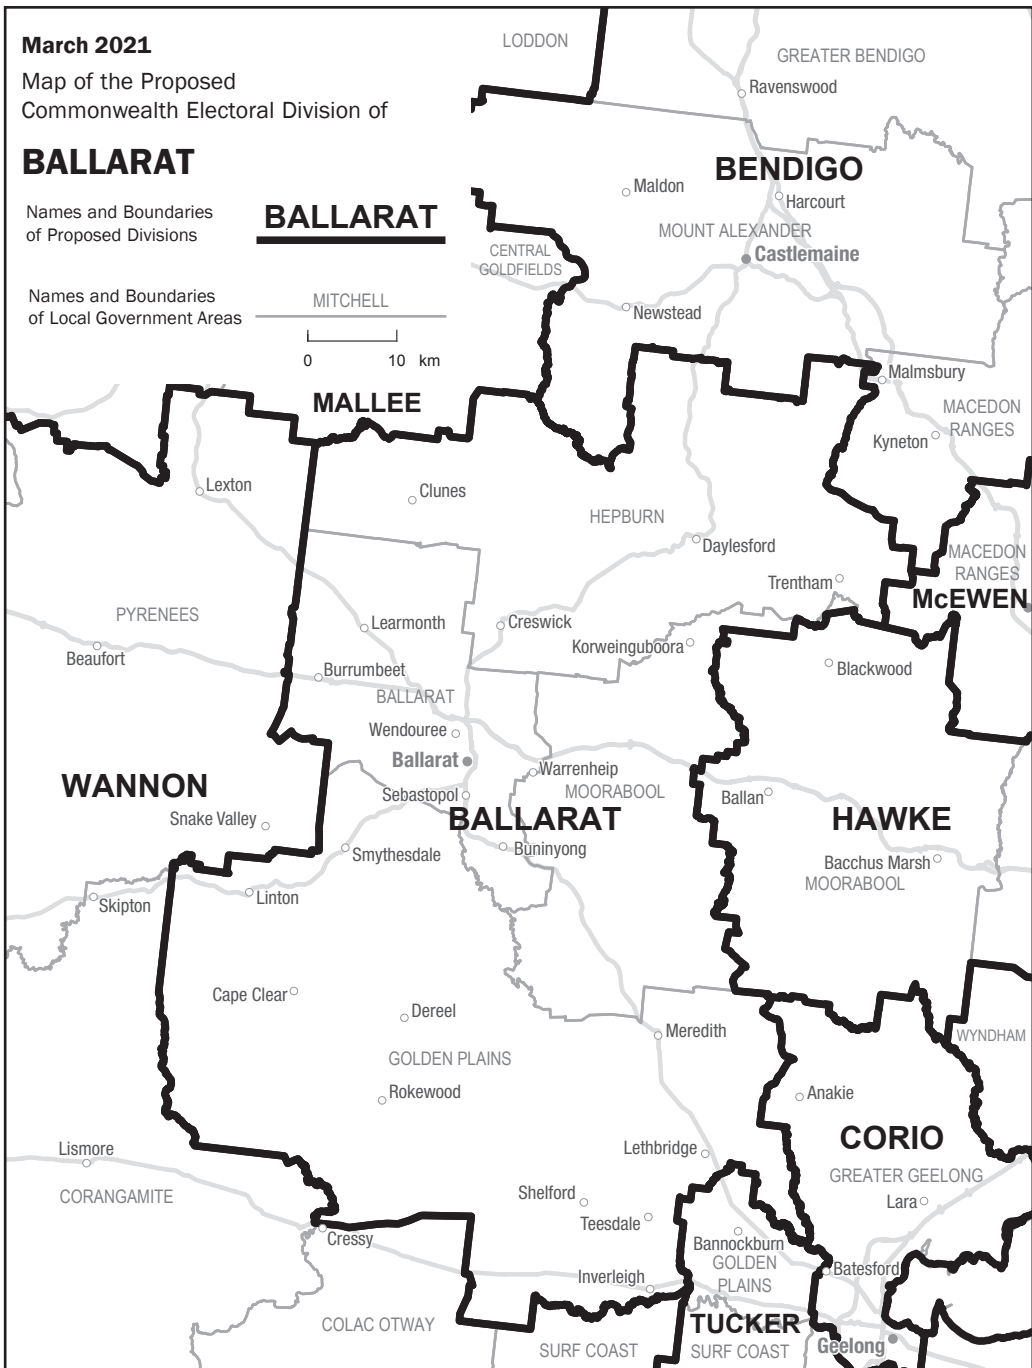 March 2021
Map of the Proposed
Commonwealth Electoral Division of
BALLARAT
Names and Boundaries
of Proposed Divisions
BALLARAT
Names and Boundaries
of Local Government Areas
MITCHELL
0 10 km
LODDON
GREATER BENDIGO
Ravenswood
BENDIGO
Maldon
Harcourt
MOUNT ALEXANDER
CENTRAL
GOLDFIELDS
Castlemaine
Newstead
Malmsbury
MALLEE
MACEDON
RANGES
Kyneton
Lexton
Clunes
HEPBURN
Daylesford
MACEDON
RANGES
Trentham
McEWEN
PYRENEES
Learmonth
Creswick
Beaufort
Korweinguboora
Burrumbeet
Blackwood
BALLARAT
Wendouree
Ballarat
Warrenheip
WANNON
MOORABOOL
Sebastopol
Ballan
BALLARAT
HAWKE
Snake Valley
Smythesdale
Buninyong
Bacchus Marsh
MOORABOOL
Skipton
Linton
Cape Clear
Dereel
Meredith
WYNDHAM
GOLDEN PLAINS
Rokewood
Anakie
CORIO
Lismore
Lethbridge
GREATER GEELONG
CORANGAMITE
Shelford
Lara
Teesdale
Cressy
Bannockburn
GOLDEN
PLAINS
Inverleigh
Batesford
COLAC OTWAY
TUCKER
SURF COAST
SURF COAST
Geelong